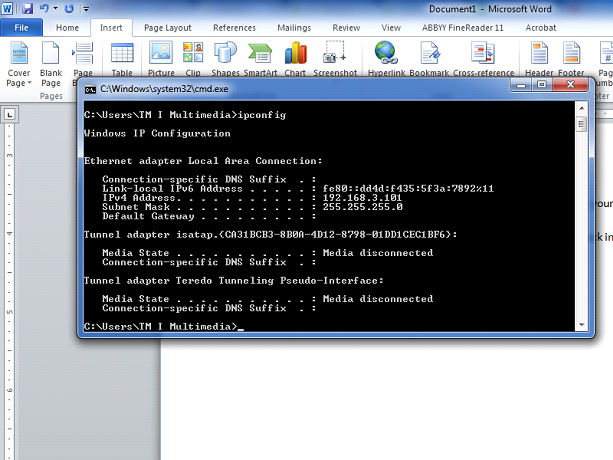 Document1 - Microsoft Word
File Home Insert Page Layout References Mailings Review View ABBYY FineReader 11 Acrobat
Cover Page Blank Page Page Table Picture Clip Shapes SmartArt Chart Screenshot Hyperlink Bookmark Cross-reference Header Footer Page
Pages
C:\Windows\system32\cmd.exe
C:\Users\TM I Multimedia>ipconfig
Windows IP Configuration
Ethernet adapter Local Area Connection:
Connection-specific DNS Suffix . :
Link-local IPv6 Address . . . . . : fe80::dd4d:f435:5f3a:7892%11
IPv4 Address. . . . . . . . . . . : 192.168.3.101
Subnet Mask . . . . . . . . . . . : 255.255.255.0
Default Gateway . . . . . . . . . :
Tunnel adapter isatap.{CA31BCB3-8B0A-4D12-8798-01DD1CEC1BF6}:
Media State . . . . . . . . . . . : Media disconnected
Connection-specific DNS Suffix . :
Tunnel adapter Teredo Tunneling Pseudo-Interface:
Media State . . . . . . . . . . . : Media disconnected
Connection-specific DNS Suffix . :
C:\Users\TM I Multimedia>_
your
3
5
6